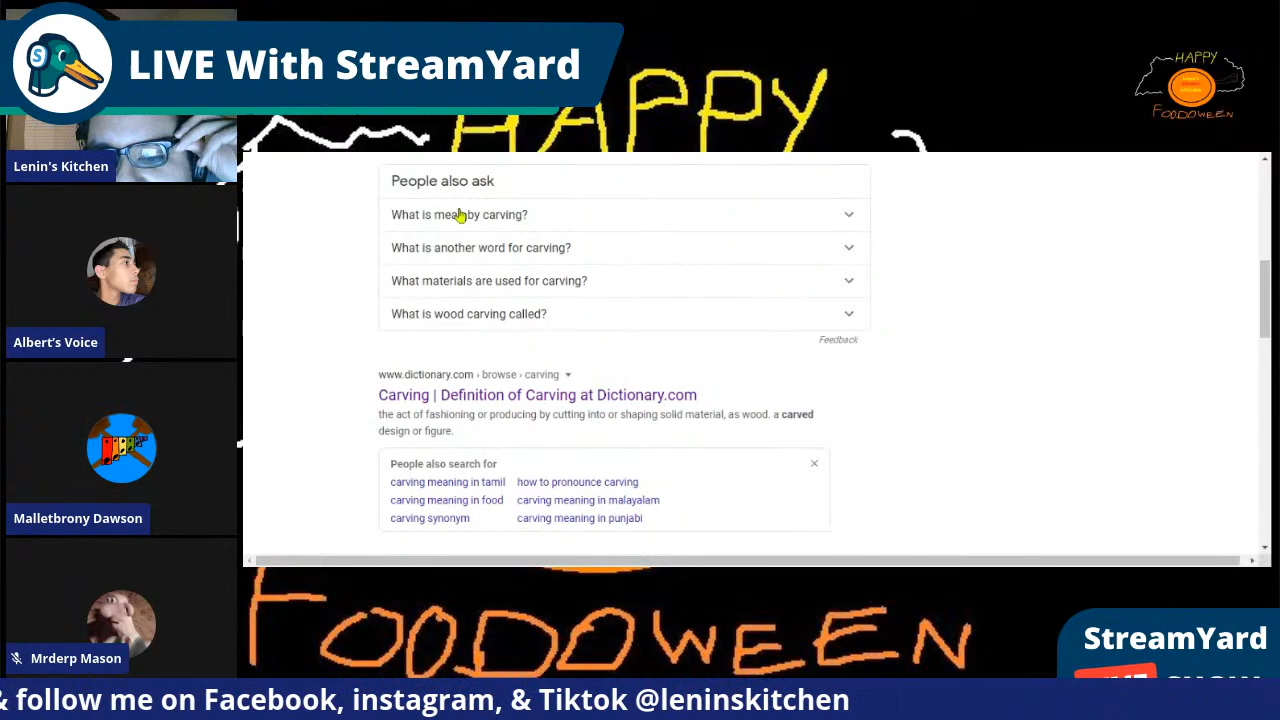 LIVE With StreamYard
HAPPY
HAPPY
FOODOWEEN
Lenin's Kitchen
People also ask
What is mea by carving?
What is another word for carving?
What materials are used for carving?
What is wood carving called?
Feedback
Albert's Voice
www.dictionary.com › browse › carving
Carving | Definition of Carving at Dictionary.com
the act of fashioning or producing by cutting into or shaping solid material, as wood. a carved
design or figure.
People also search for
carving meaning in tamil how to pronounce carving
carving meaning in food carving meaning in malayalam
carving synonym carving meaning in punjabi
Malletbrony Dawson
FOODOWEEN
Mrderp Mason
StreamYard
& follow me on Facebook, instagram, & Tiktok @leninskitchen